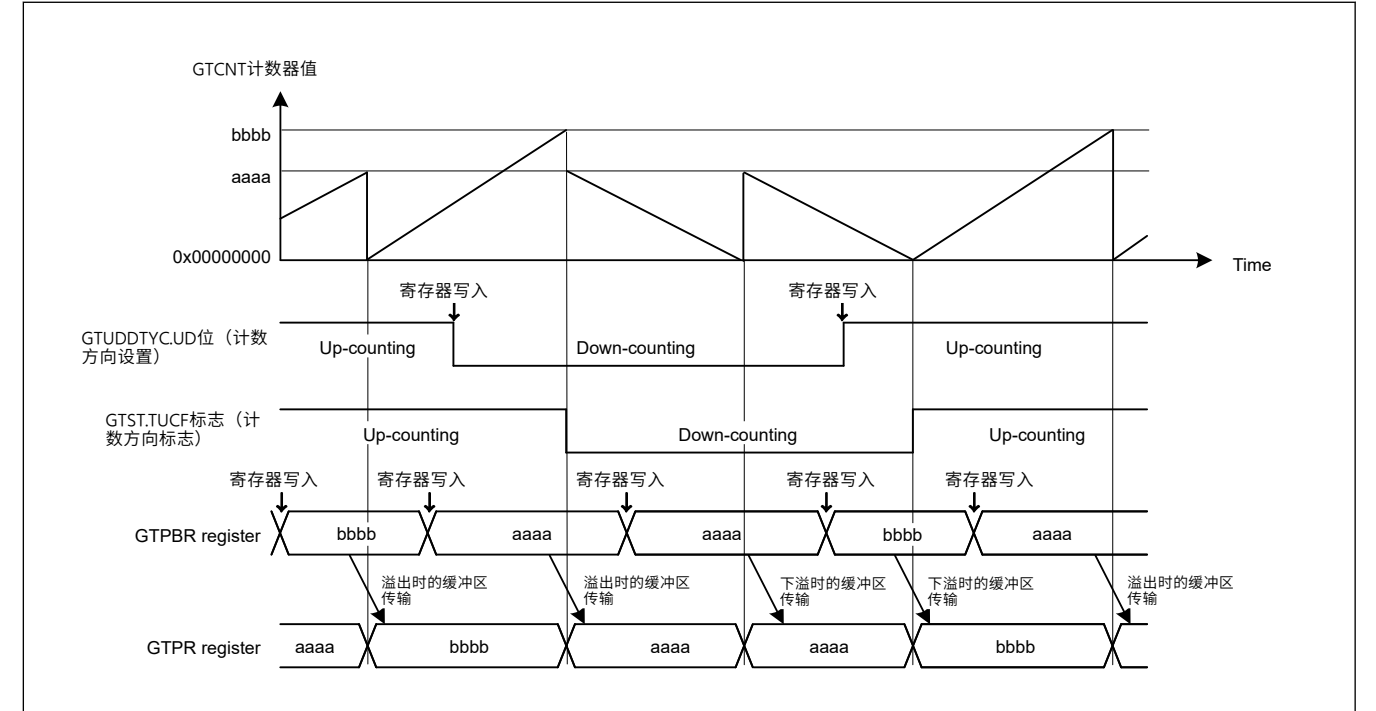 GTCNT计数器值
bbbb
aaaa
0x00000000
Time
寄存器写入 寄存器写入
GTUDDTYC.UD位（计数
方向设置）
Up-counting Down-counting Up-counting
GTST.TUCF标志（计
数方向标志）
Up-counting Down-counting Up-counting
寄存器写入 寄存器写入 寄存器写入 寄存器写入 寄存器写入
GTPBR register bbbb aaaa aaaa bbbb aaaa
溢出时的缓冲区 溢出时的缓冲区 下溢时的缓冲区 下溢时的缓冲区 溢出时的缓冲区
传输 传输 传输 传输 传输
GTPR register aaaa bbbb aaaa aaaa bbbb